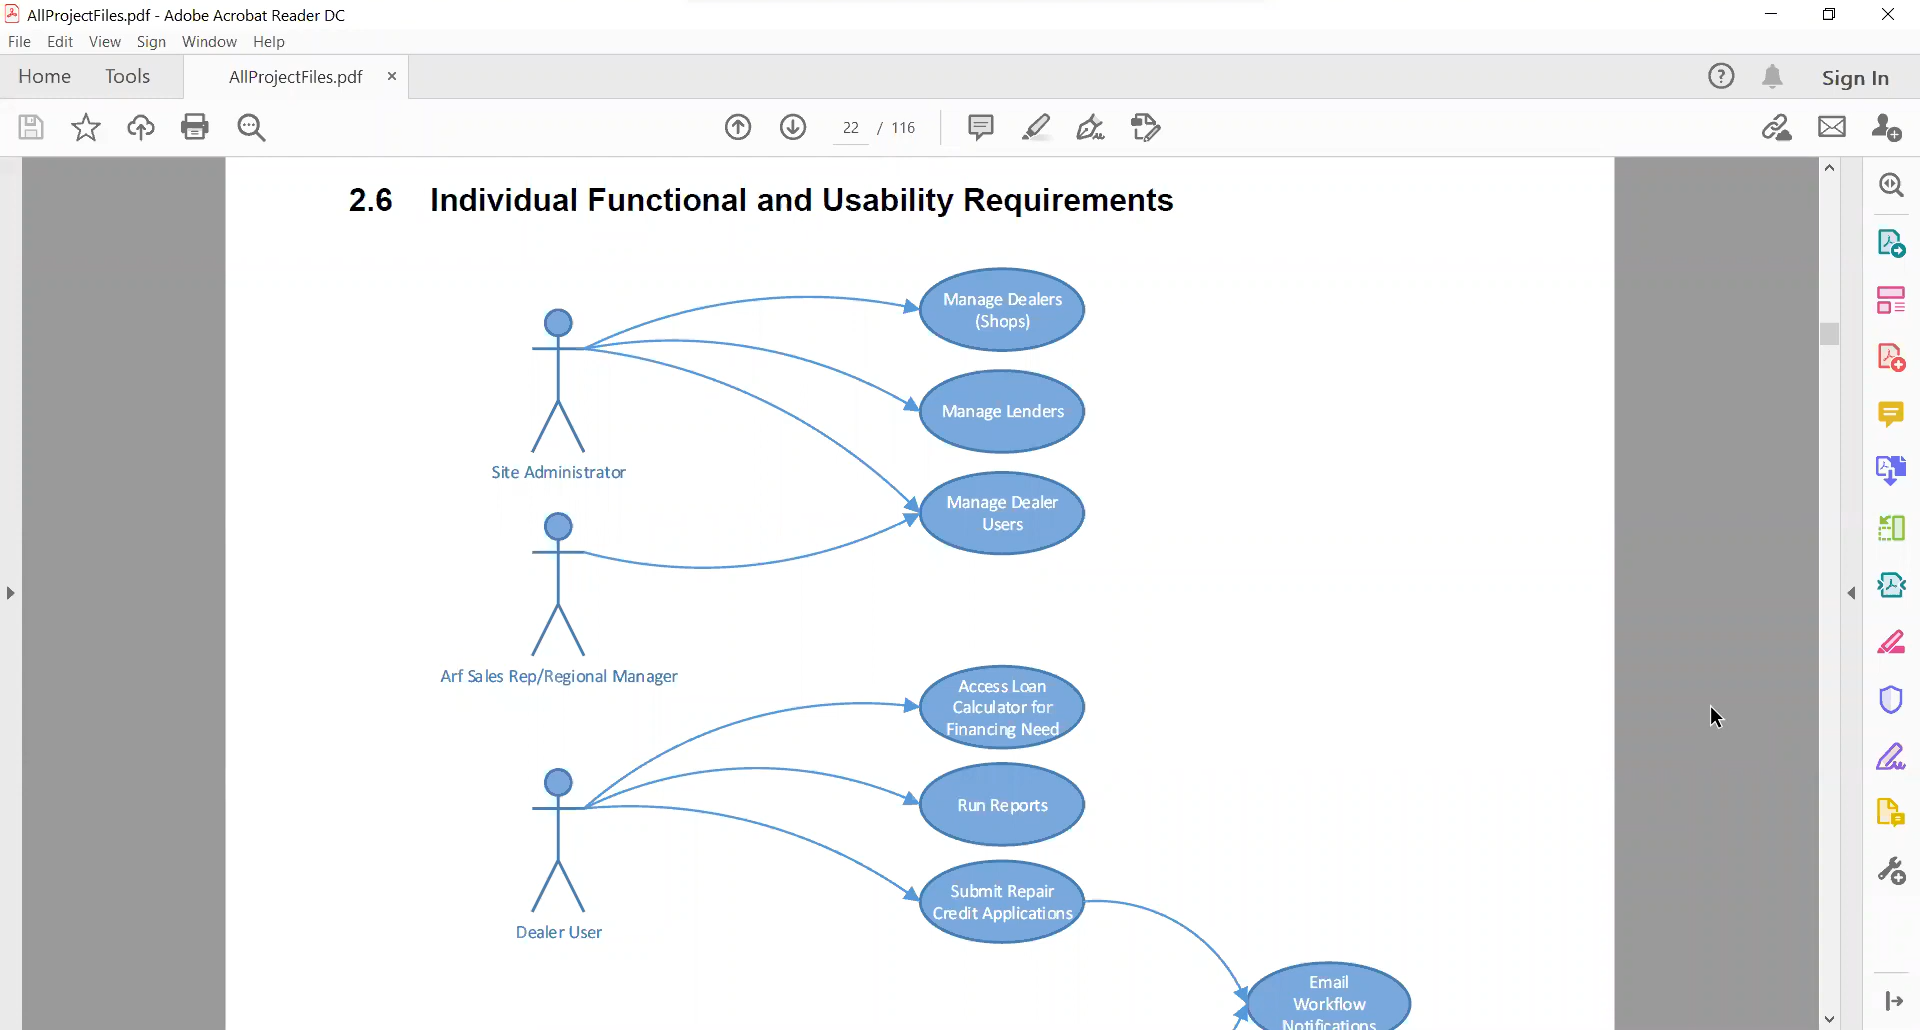 AllProjectFiles.pdf - Adobe Acrobat Reader DC
File Edit View Sign Window Help
Home Tools AllProjectFiles.pdf × Sign In
22 / 116
2.6 Individual Functional and Usability Requirements
Manage Dealers
(Shops)
Manage Lenders
Site Administrator
Manage Dealer
Users
Arf Sales Rep/Regional Manager
Access Loan
Calculator for
Financing Need
Run Reports
Submit Repair
Credit Applications
Dealer User
Email
Workflow
Notifications